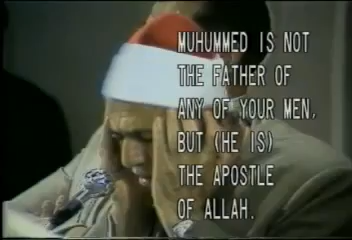 MUHUMMED IS NOT
THE FATHER OF
ANY OF YOUR MEN,
BUT (HE IS)
THE APOSTLE
OF ALLAH.